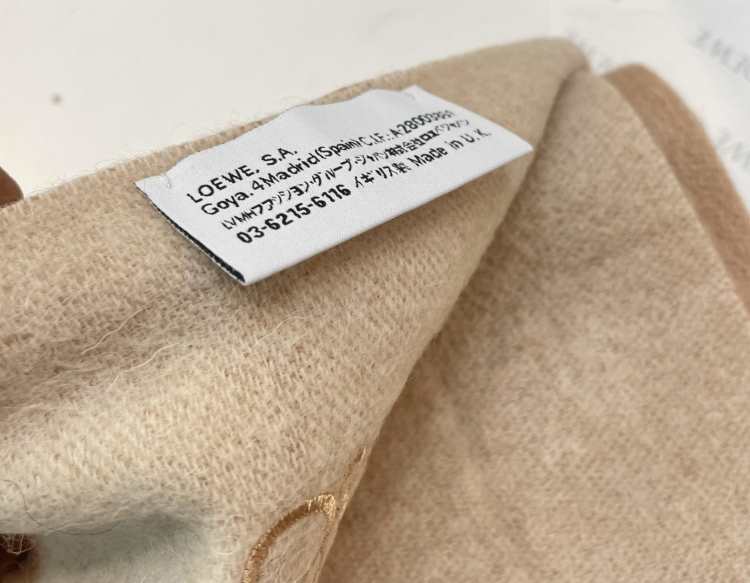 LOEWE, S.A.
Goya, 4 Madrid (Spain) C.I.F.: A28003861
LVMHファッション・グループ・ジャパン株式会社ロエベジャパン
03-6215-6116 イギリス製 Made in U.K.